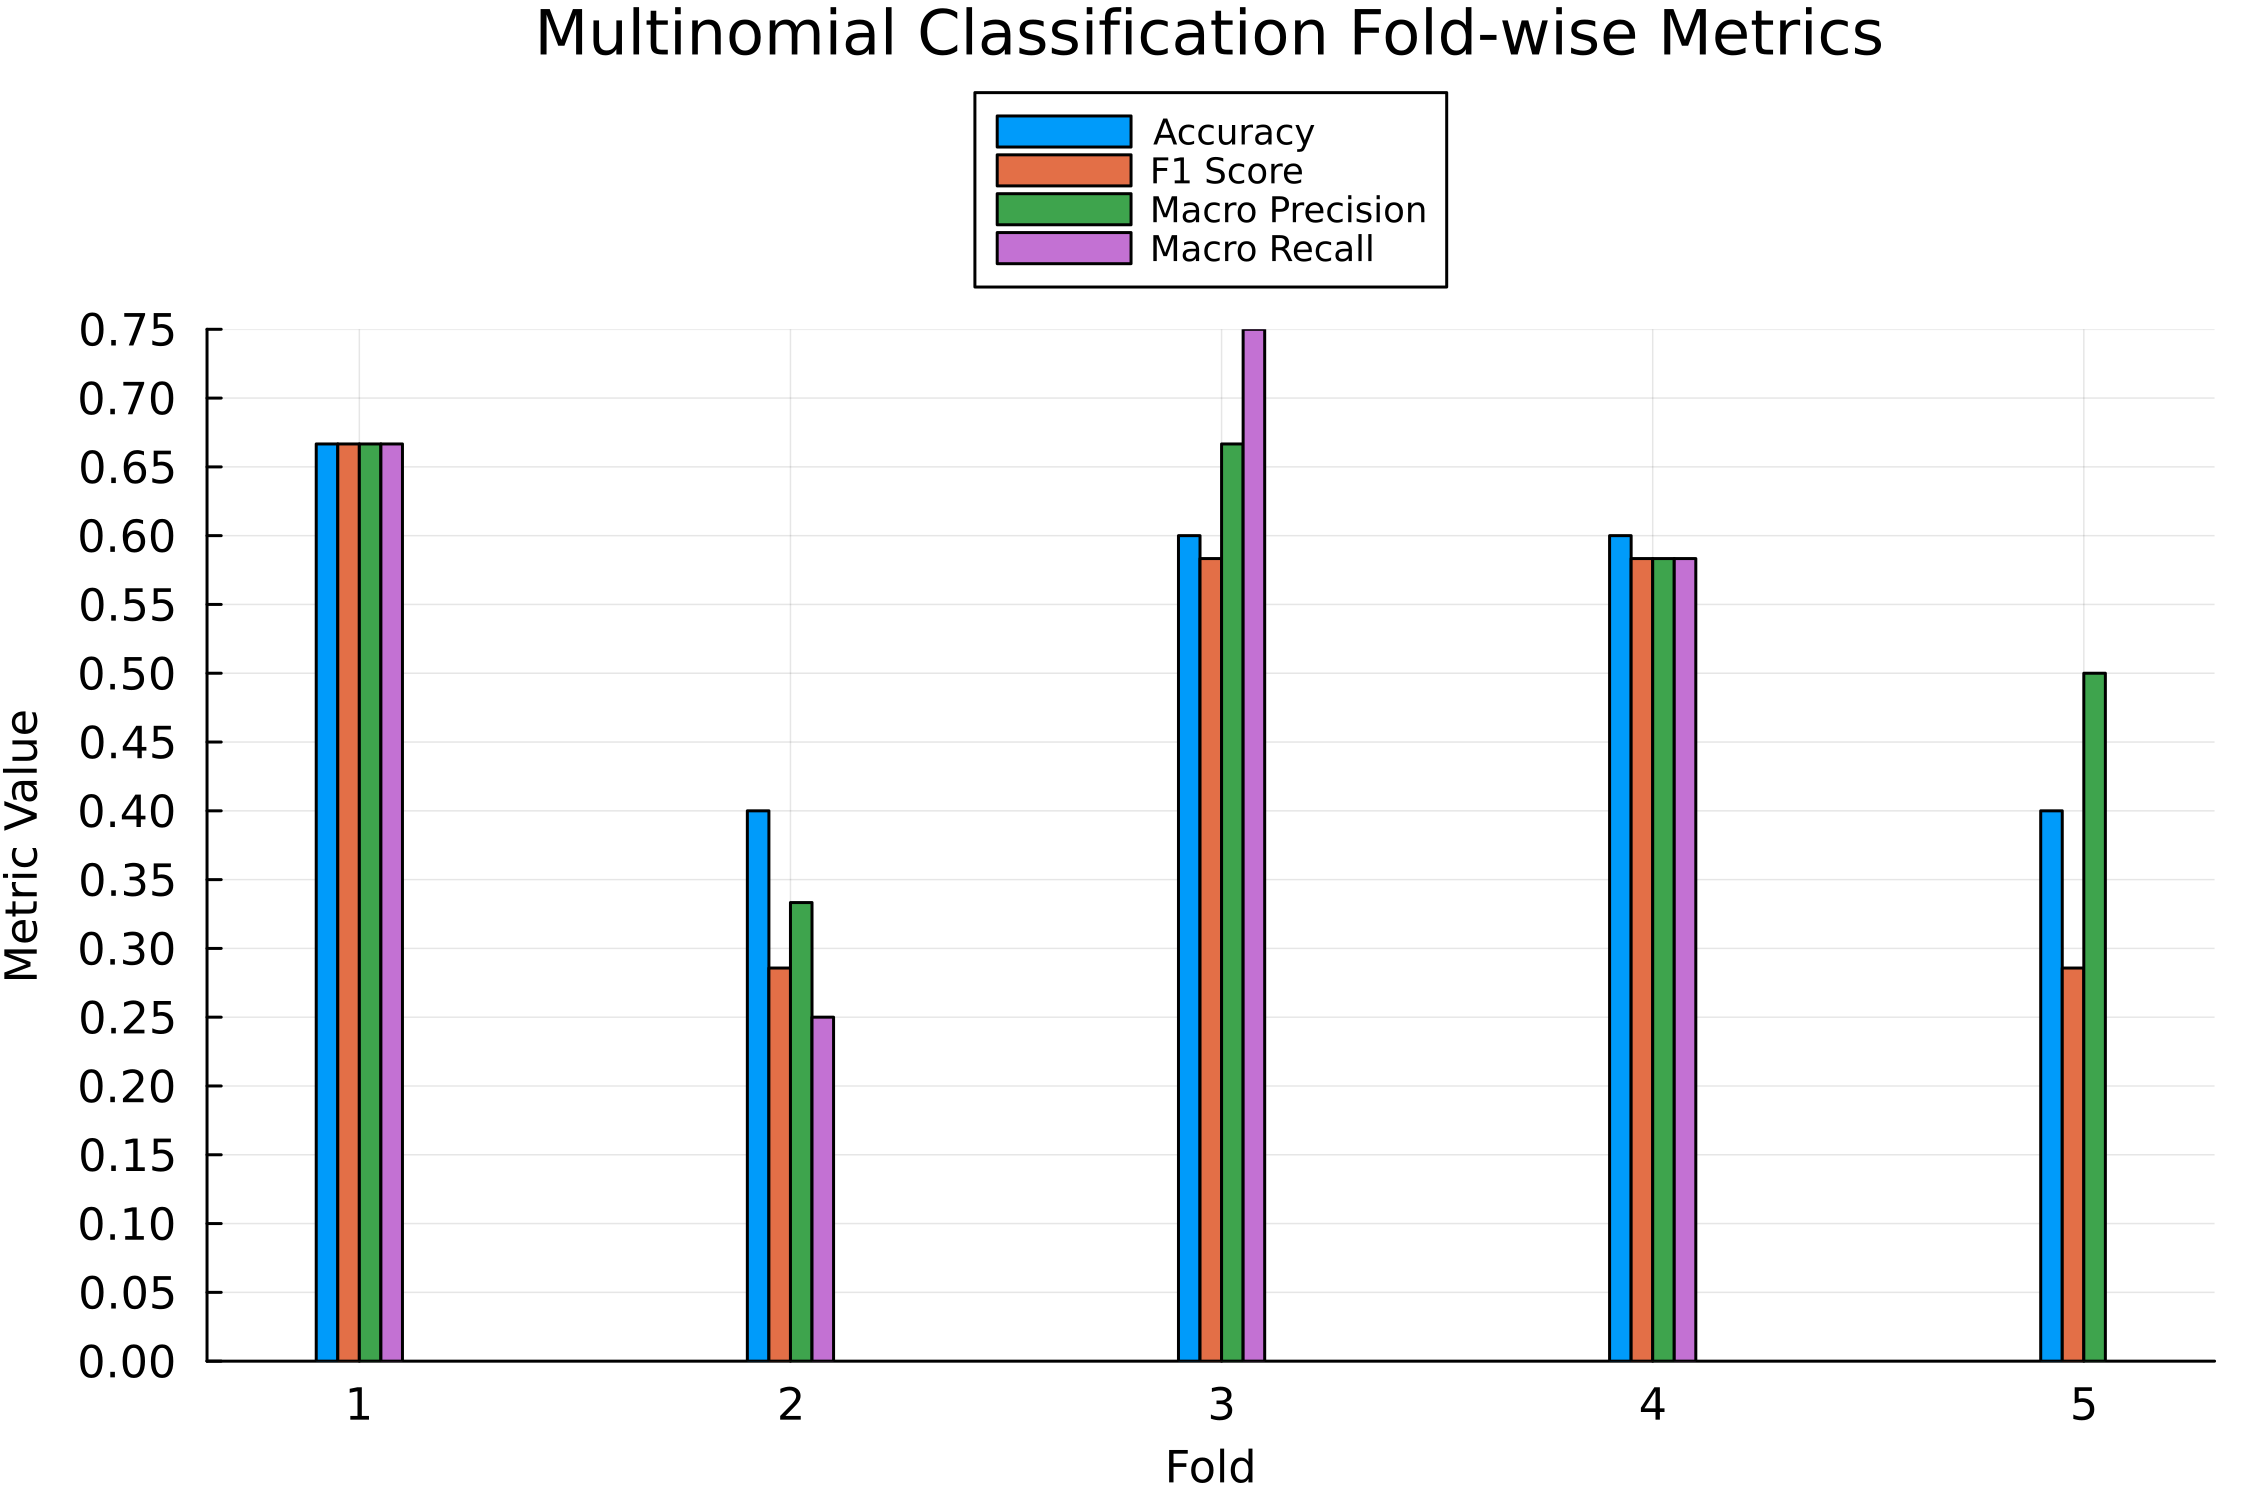 Multinomial Classification Fold-wise Metrics
Accuracy
F1 Score
Macro Precision
Macro Recall
0.75
0.70
0.65
0.60
0.55
0.50
0.45
0.40
0.35
0.30
0.25
0.20
0.15
0.10
0.05
0.00
Metric Value
1 2 3 4 5
Fold